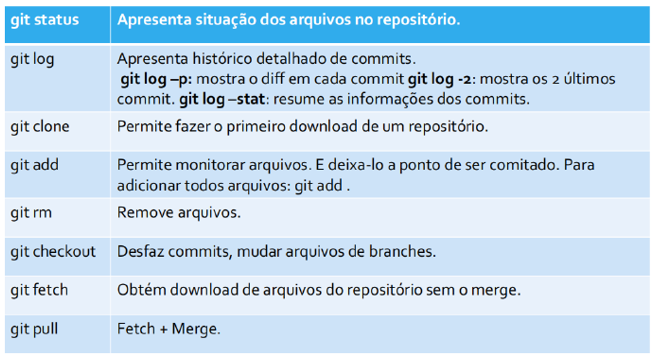 git status Apresenta situação dos arquivos no repositório.
git log Apresenta histórico detalhado de commits.
git log –p: mostra o diff em cada commit git log -2: mostra os 2 últimos
commit. git log –stat: resume as informações dos commits.
git clone Permite fazer o primeiro download de um repositório.
git add Permite monitorar arquivos. E deixa-lo a ponto de ser comitado. Para
adicionar todos arquivos: git add .
git rm Remove arquivos.
git checkout Desfaz commits, mudar arquivos de branches.
git fetch Obtém download de arquivos do repositório sem o merge.
git pull Fetch + Merge.